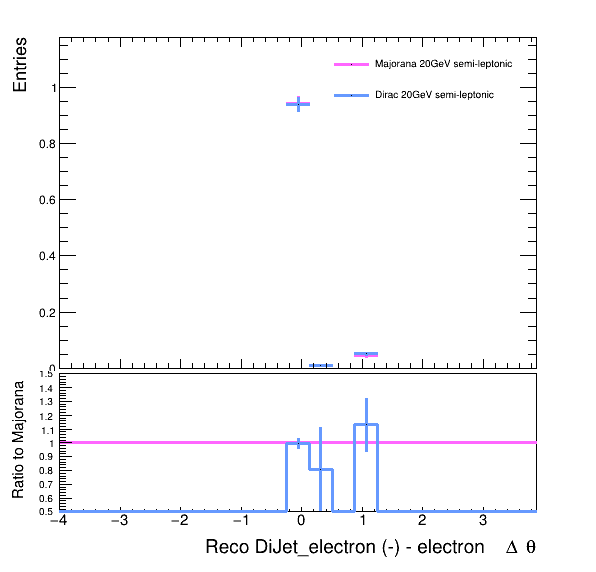 Entries
Majorana 20GeV semi-leptonic
Dirac 20GeV semi-leptonic
1
0.8
0.6
0.4
0.2
0
Ratio to Majorana
1.5
1.4
1.3
1.2
1.1
1
0.9
0.8
0.7
0.6
0.5
−4 −3 −2 −1 0 1 2 3
Reco DiJet_electron (-) - electron Δ θ